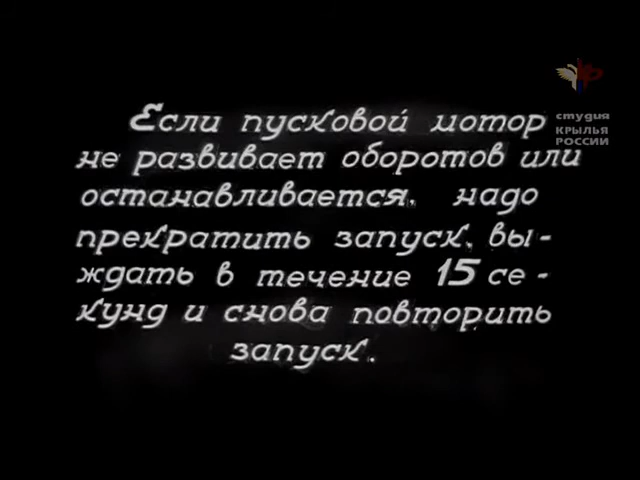 студия
КРЫЛЬЯ
РОССИИ
Если пусковой мотор
не развивает оборотов или
останавливается, надо
прекратить запуск, вы-
ждать в течение 15 се-
кунд и снова повторить
запуск.